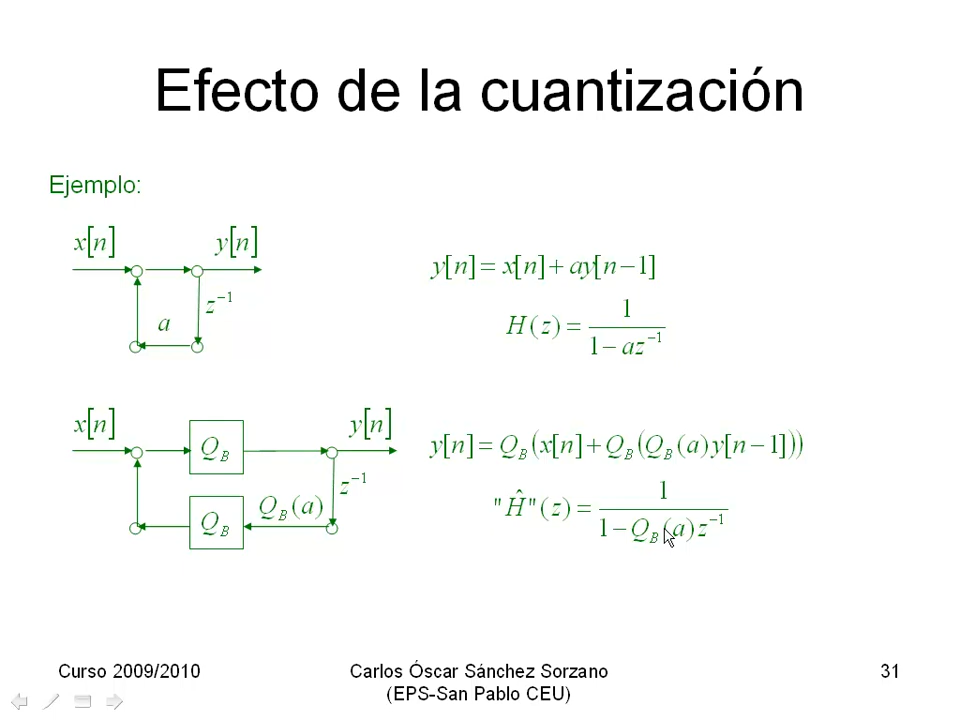 Efecto de la cuantización
Ejemplo:
x[n]
y[n]
z⁻¹
a
y[n] = x[n] + ay[n−1]
H(z) = 1 / (1 − az⁻¹)
x[n]
Q_B
y[n]
z⁻¹
Q_B(a)
Q_B
y[n] = Q_B(x[n] + Q_B(Q_B(a)y[n−1]))
"Ĥ"(z) = 1 / (1 − Q_B(a)z⁻¹)
Curso 2009/2010
Carlos Óscar Sánchez Sorzano
(EPS-San Pablo CEU)
31